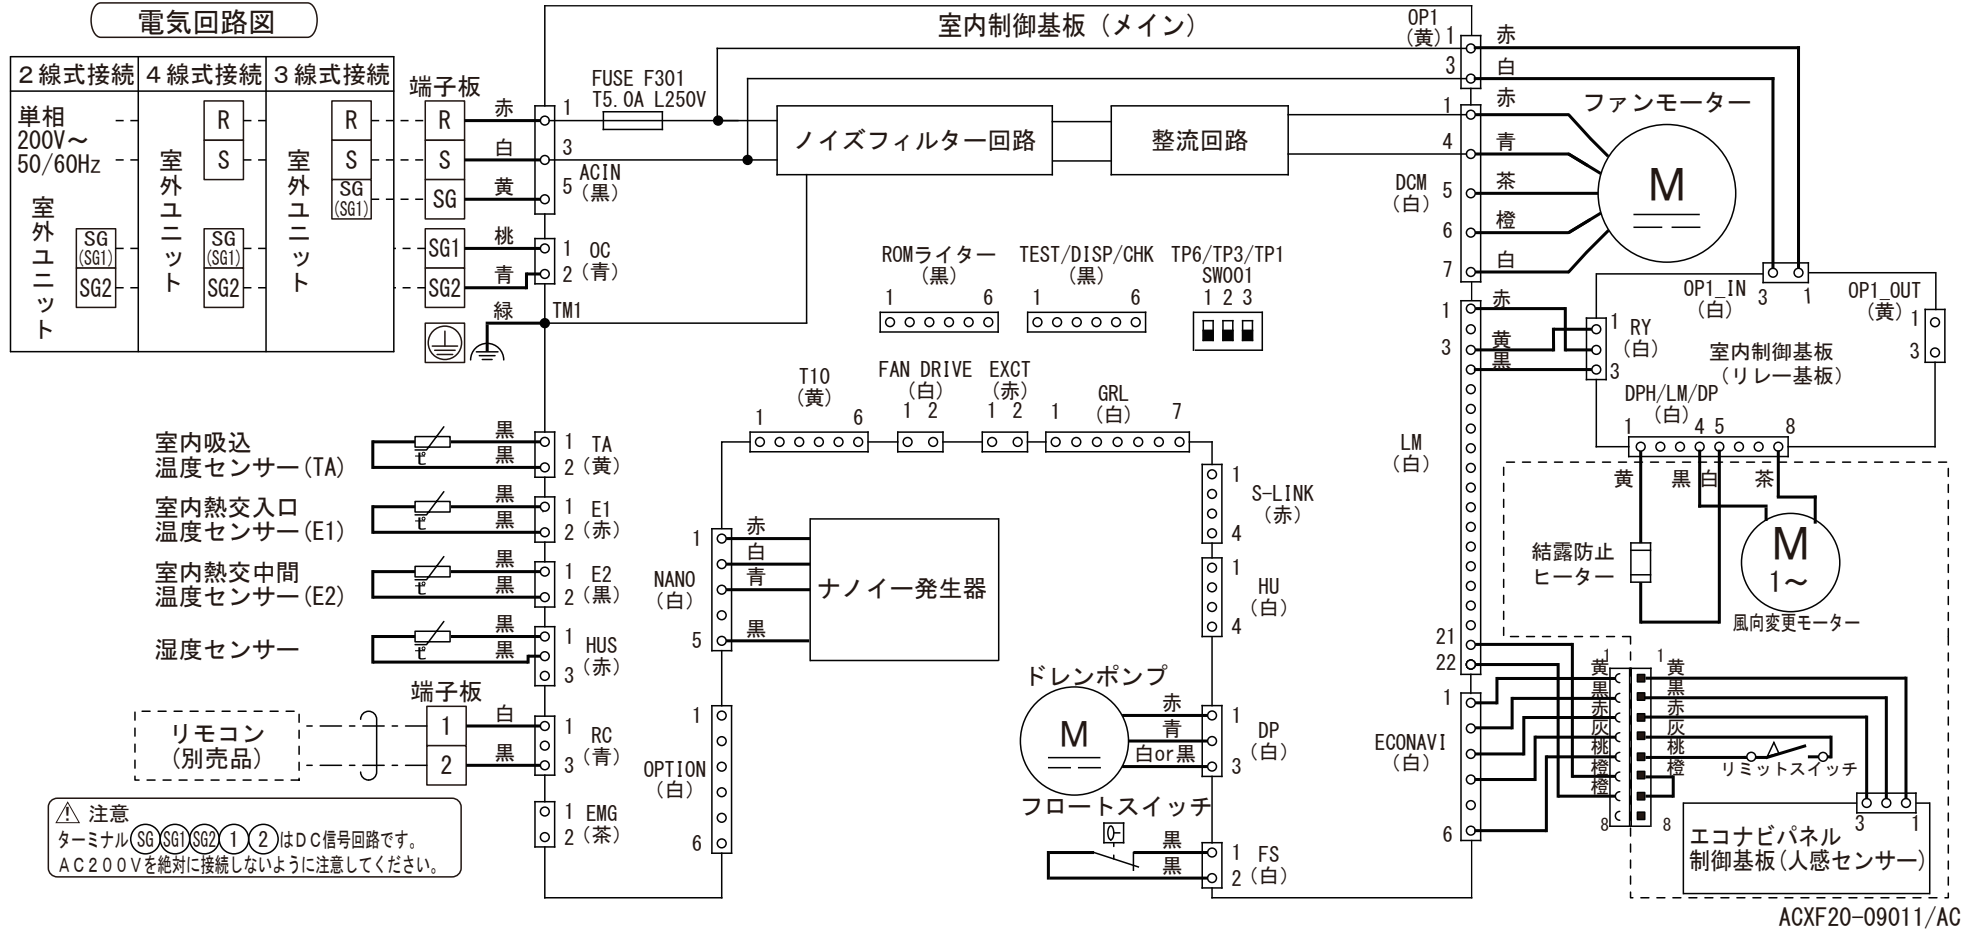 電気回路図
2線式接続
4線式接続
3線式接続
端子板
単相
200V～
50/60Hz
室外ユニット
SG
(SG1)
SG2
R
S
室外ユニット
SG
(SG1)
SG2
R
S
室外ユニット
SG
(SG1)
R
S
SG
SG1
SG2
赤
白
黄
桃
青
緑
1
3
5
ACIN
(黒)
1
2
OC
(青)
TM1
室内制御基板（メイン）
FUSE F301
T5.0A L250V
ノイズフィルター回路
整流回路
OP1
(黄)
1
3
赤
白
1
4
5
6
7
DCM
(白)
赤
青
茶
橙
白
ファンモーター
M
ROMライター
(黒)
1
6
TEST/DISP/CHK
(黒)
1
6
TP6/TP3/TP1
SW001
1 2 3
T10
(黄)
1
6
FAN DRIVE
(白)
1 2
EXCT
(赤)
1 2
GRL
(白)
1
7
室内吸込
温度センサー(TA)
ピ
黒
黒
1
2
TA
(黄)
室内熱交入口
温度センサー(E1)
ピ
黒
黒
1
2
E1
(赤)
室内熱交中間
温度センサー(E2)
ピ
黒
黒
1
2
E2
(黒)
湿度センサー
ピ
黒
黒
1
3
HUS
(赤)
端子板
リモコン
(別売品)
1
2
白
黒
1
3
RC
(青)
1
2
EMG
(茶)
注意
ターミナルSG SG1 SG2 1 2はDC信号回路です。
AC200Vを絶対に接続しないように注意してください。
1
5
NANO
(白)
赤
白
青
黒
ナノイー発生器
1
6
OPTION
(白)
1
4
S-LINK
(赤)
1
4
HU
(白)
ドレンポンプ
M
赤
青
白or黒
1
3
DP
(白)
フロートスイッチ
黒
黒
1
2
FS
(白)
1
3
21
22
LM
(白)
赤
黄
黒
1
3
RY
(白)
OP1_IN
(白)
3
1
OP1_OUT
(黄)
1
3
室内制御基板
(リレー基板)
DPH/LM/DP
(白)
1
4 5
8
黄
黒
白
茶
結露防止
ヒーター
M
1～
風向変更モーター
1
6
ECONAVI
(白)
1
黄
黒
赤
灰
桃
橙
橙
8
1
黄
黒
赤
灰
桃
橙
8
リミットスイッチ
3
1
エコナビパネル
制御基板(人感センサー)
ACXF20-09011/AC